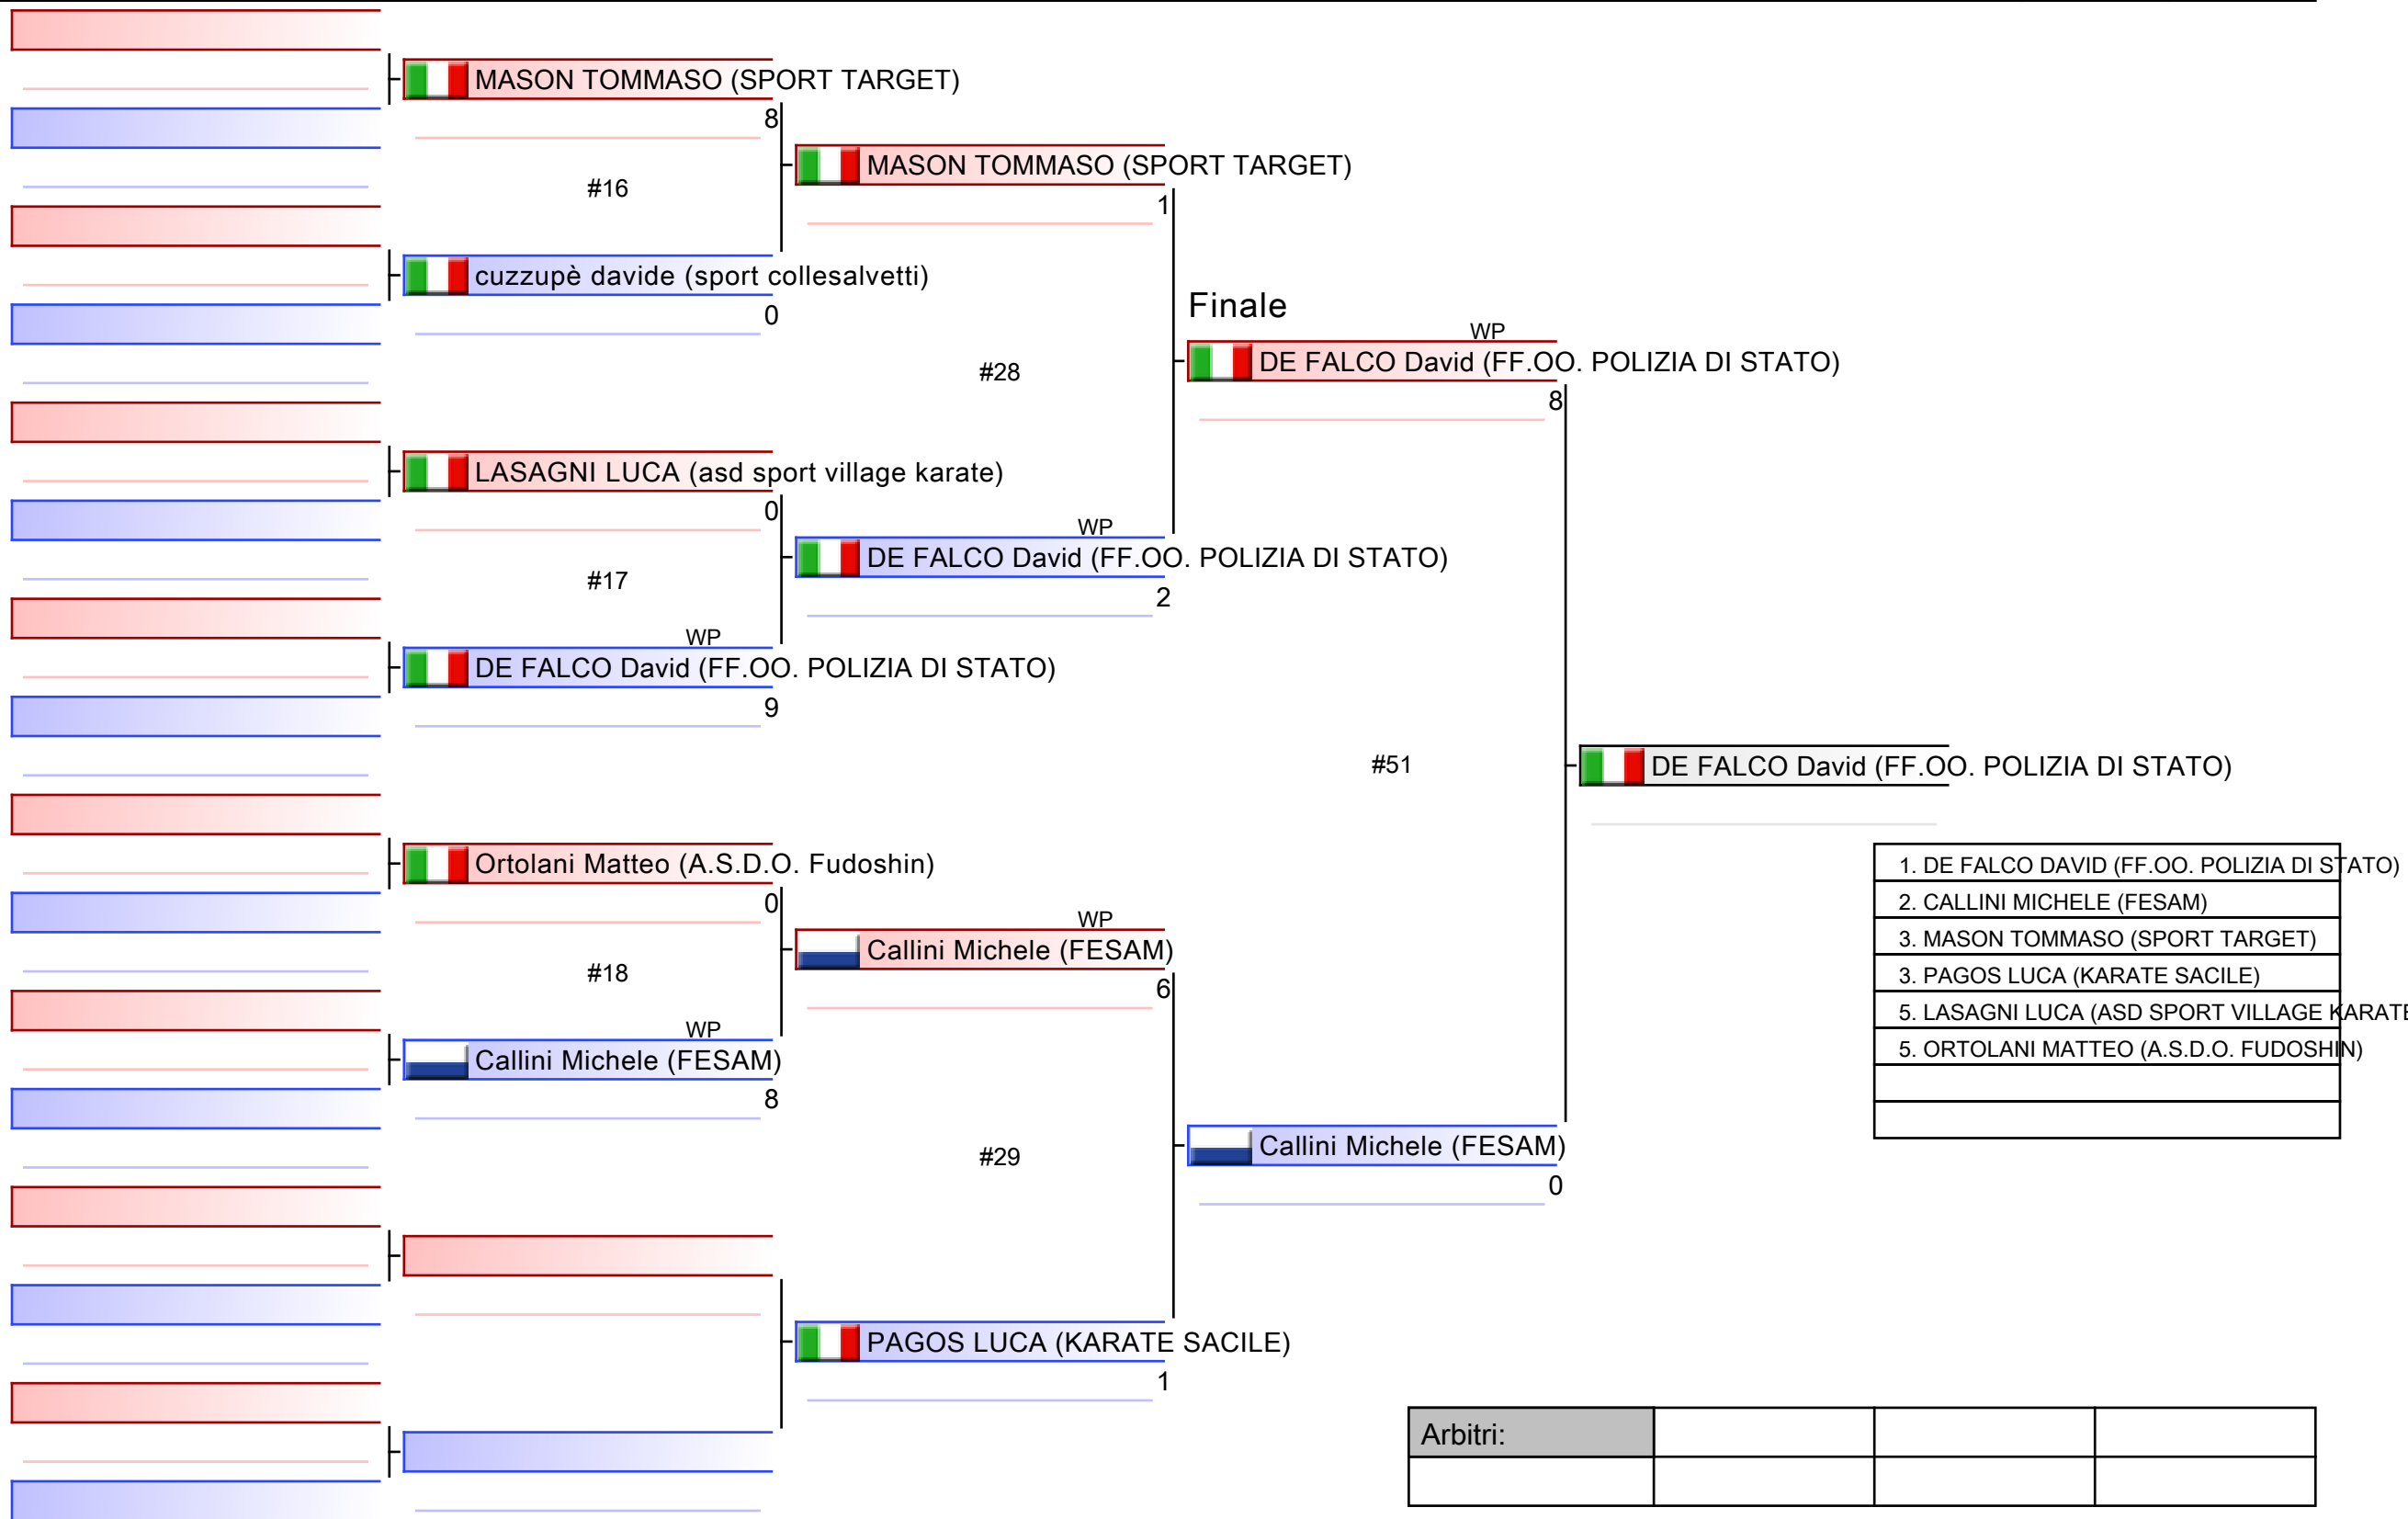 MASON TOMMASO (SPORT TARGET)
8
#16
cuzzupè davide (sport collesalvetti)
0
LASAGNI LUCA (asd sport village karate)
0
#17
WP
DE FALCO David (FF.OO. POLIZIA DI STATO)
9
Ortolani Matteo (A.S.D.O. Fudoshin)
0
#18
WP
Callini Michele (FESAM)
8
MASON TOMMASO (SPORT TARGET)
1
#28
WP
DE FALCO David (FF.OO. POLIZIA DI STATO)
2
WP
Callini Michele (FESAM)
6
#29
PAGOS LUCA (KARATE SACILE)
1
Finale
WP
DE FALCO David (FF.OO. POLIZIA DI STATO)
8
#51
Callini Michele (FESAM)
0
DE FALCO David (FF.OO. POLIZIA DI STATO)
1. DE FALCO DAVID (FF.OO. POLIZIA DI STATO)
2. CALLINI MICHELE (FESAM)
3. MASON TOMMASO (SPORT TARGET)
3. PAGOS LUCA (KARATE SACILE)
5. LASAGNI LUCA (ASD SPORT VILLAGE KARATE
5. ORTOLANI MATTEO (A.S.D.O. FUDOSHIN)
Arbitri: